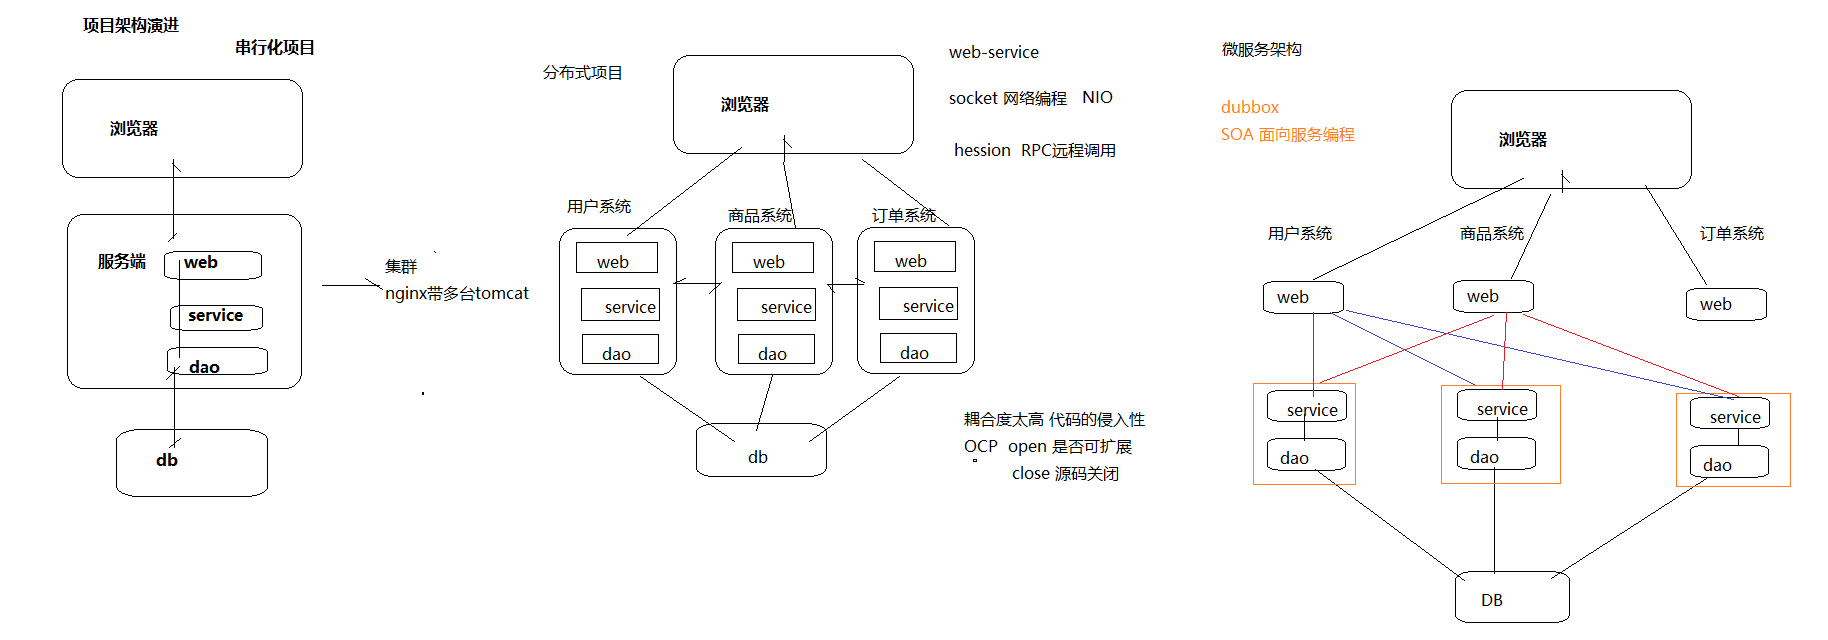 项目架构演进
串行化项目
浏览器
服务端
web
service
dao
db
集群
nginx带多台tomcat
分布式项目
浏览器
web-service
socket 网络编程 NIO
hession RPC远程调用
用户系统
商品系统
订单系统
web
web
web
service
service
service
dao
dao
dao
db
耦合度太高 代码的侵入性
OCP open 是否可扩展
close 源码关闭
微服务架构
dubbox
SOA 面向服务编程
浏览器
用户系统
商品系统
订单系统
web
web
web
service
service
service
dao
dao
dao
DB